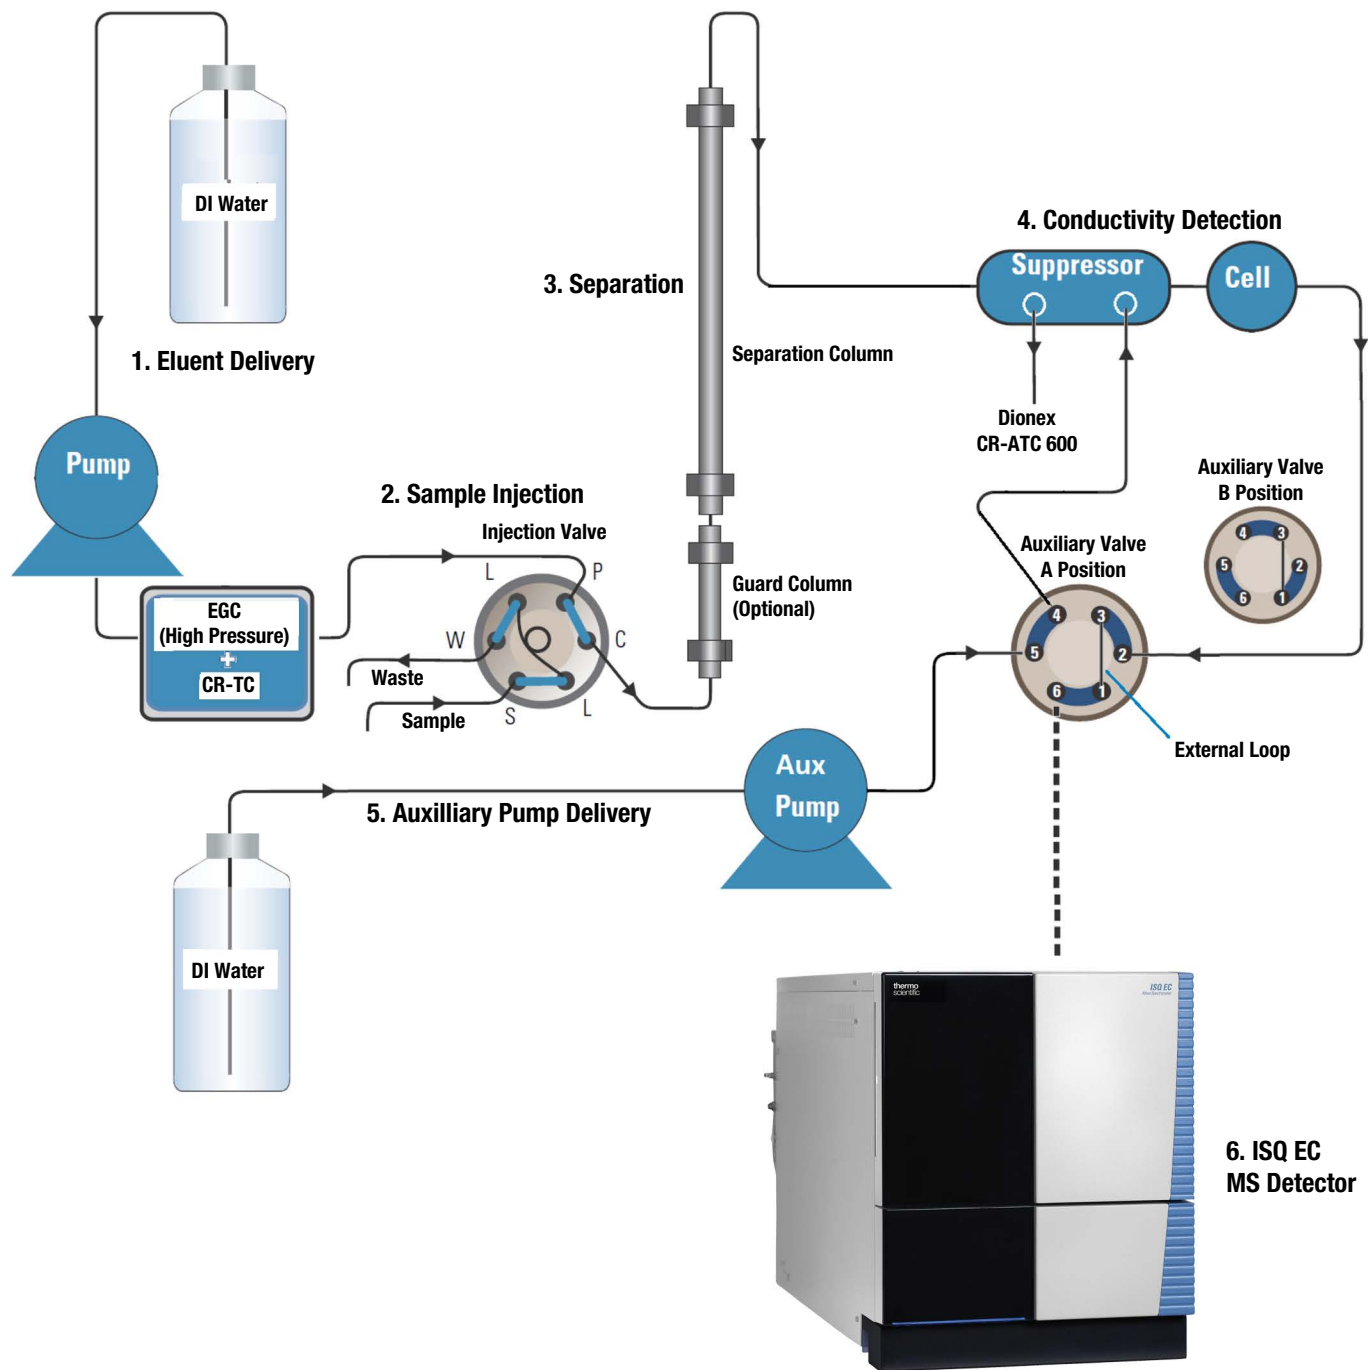 DI Water
1. Eluent Delivery
Pump
EGC
(High Pressure)
+
CR-TC
2. Sample Injection
Injection Valve
L
P
W
C
S
L
Waste
Sample
3. Separation
Separation Column
Guard Column
(Optional)
4. Conductivity Detection
Suppressor
Cell
Dionex
CR-ATC 600
Auxiliary Valve
B Position
4
3
5
2
6
1
Auxiliary Valve
A Position
4
3
5
2
6
1
External Loop
5. Auxilliary Pump Delivery
Aux
Pump
DI Water
thermo
scientific
ISQ EC
6. ISQ EC
MS Detector